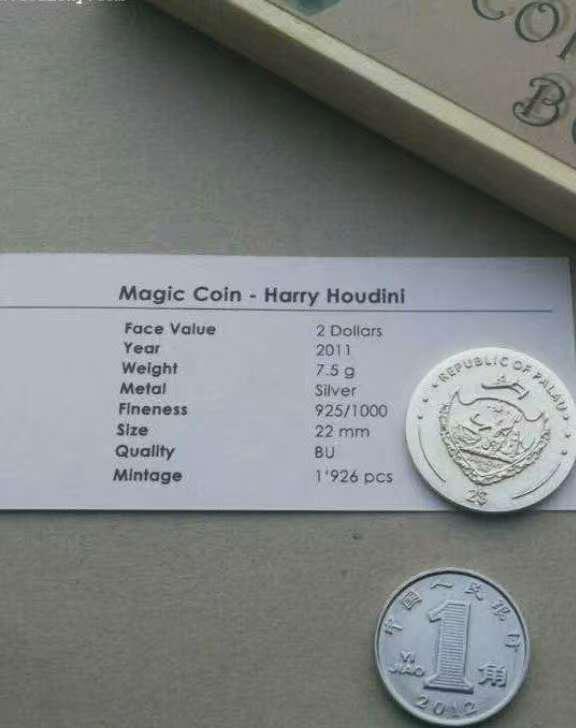 CO
B
Magic Coin - Harry Houdini
Face Value 2 Dollars
Year 2011
Weight 7.5 g
Metal Silver
Fineness 925/1000
Size 22 mm
Quality BU
Mintage 1'926 pcs
REPUBLIC OF PALAU
2$
中国人民银行
1
YI JIAO 角
2012